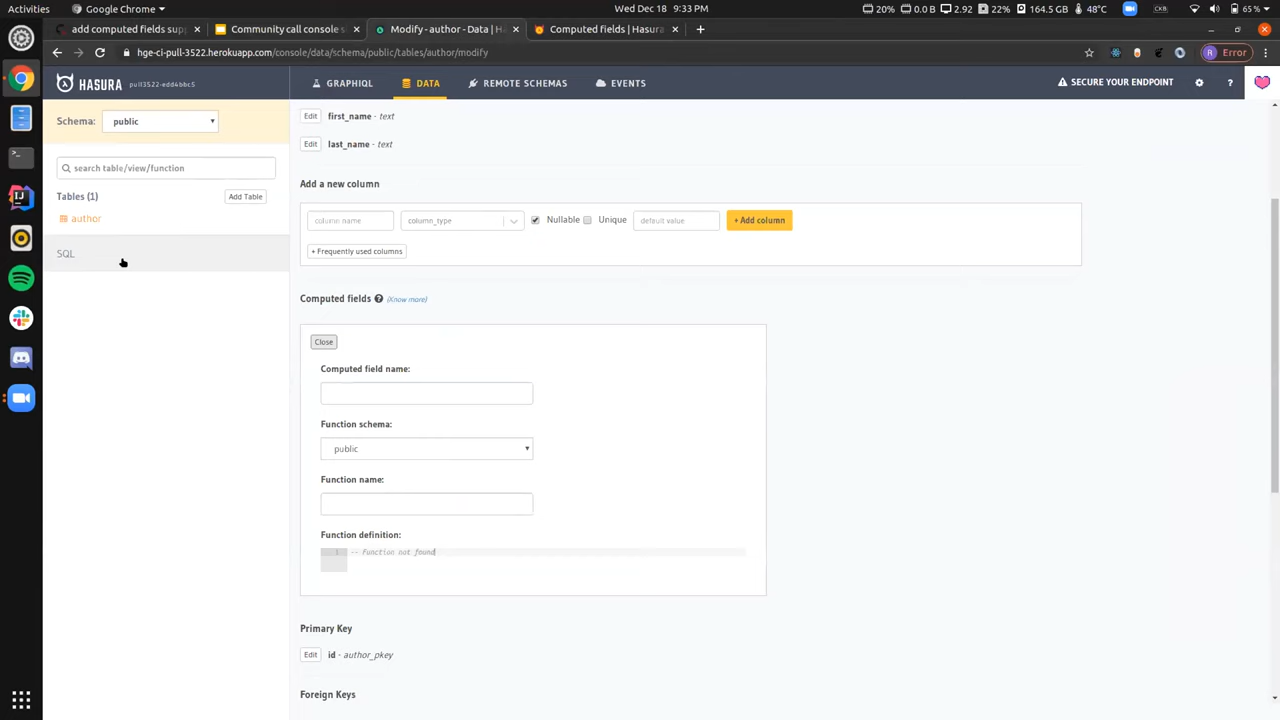 Activities
Google Chrome
Wed Dec 18 9:33 PM
20%
0.0 B
2.92
22%
164.5 GB
48°C
65 %
add computed fields sup
Community call console s
Modify - author - Data | Ha
Computed fields | Hasura
hge-ci-pull-3522.herokuapp.com/console/data/schema/public/tables/author/modify
R Error
HASURA
GRAPHIQL
DATA
REMOTE SCHEMAS
EVENTS
SECURE YOUR ENDPOINT
?
Schema:
public
search table/view/function
Tables (1)
Add Table
author
SQL
Edit
first_name - text
Edit
last_name - text
Add a new column
column name
column_type
Nullable
Unique
default value
+ Add column
+ Frequently used columns
Computed fields
(Know more)
Close
Computed field name:
Function schema:
public
Function name:
Function definition:
1
-- Function not found
Primary Key
Edit
id - author_pkey
Foreign Keys